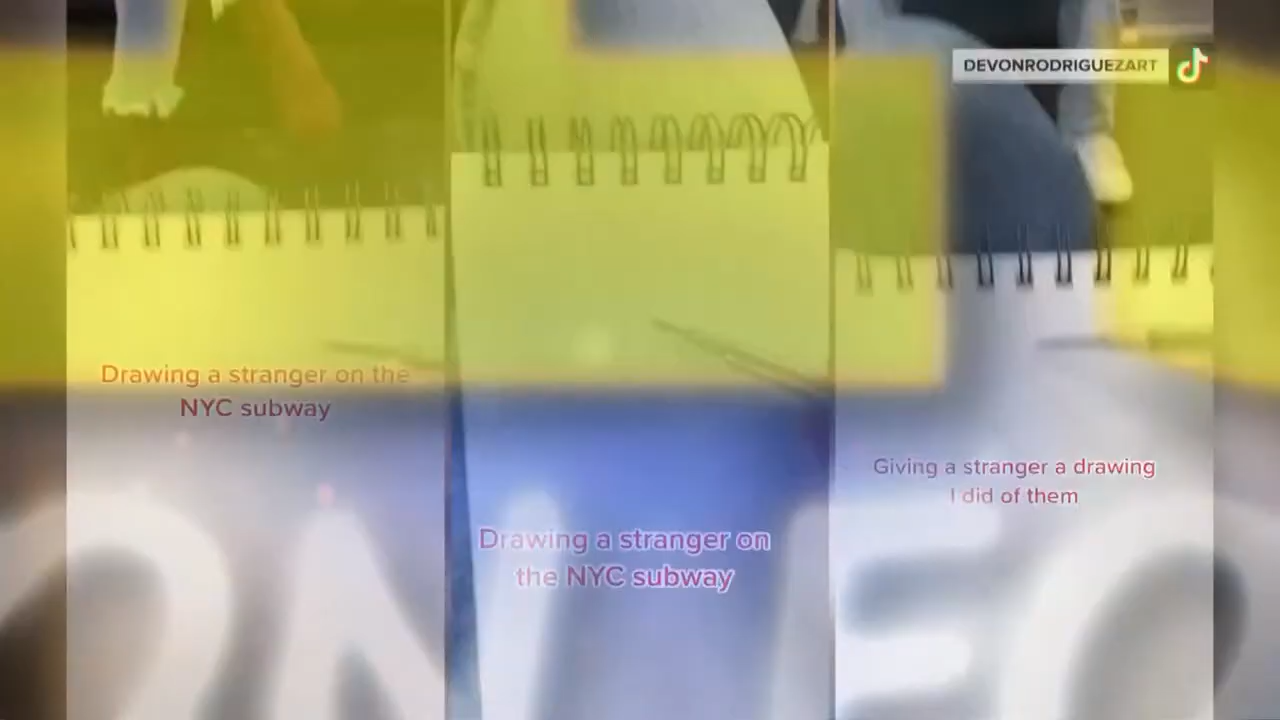 DEVONRODRIGUEZART
Drawing a stranger on the
NYC subway
Drawing a stranger on
the NYC subway
Giving a stranger a drawing
I did of them